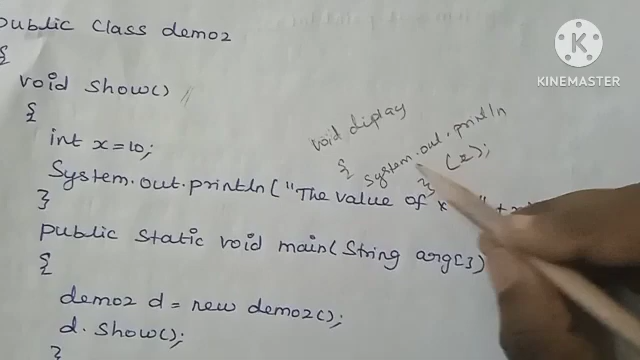 public class demo2
{
void show()
{
int x=10;
System.out.println("The value of x " +
}
void display
{ System.out.println
(x);
}
public static void main(String arg[])
{
demo2 d = new demo2();
d.show();
}
KINEMASTER